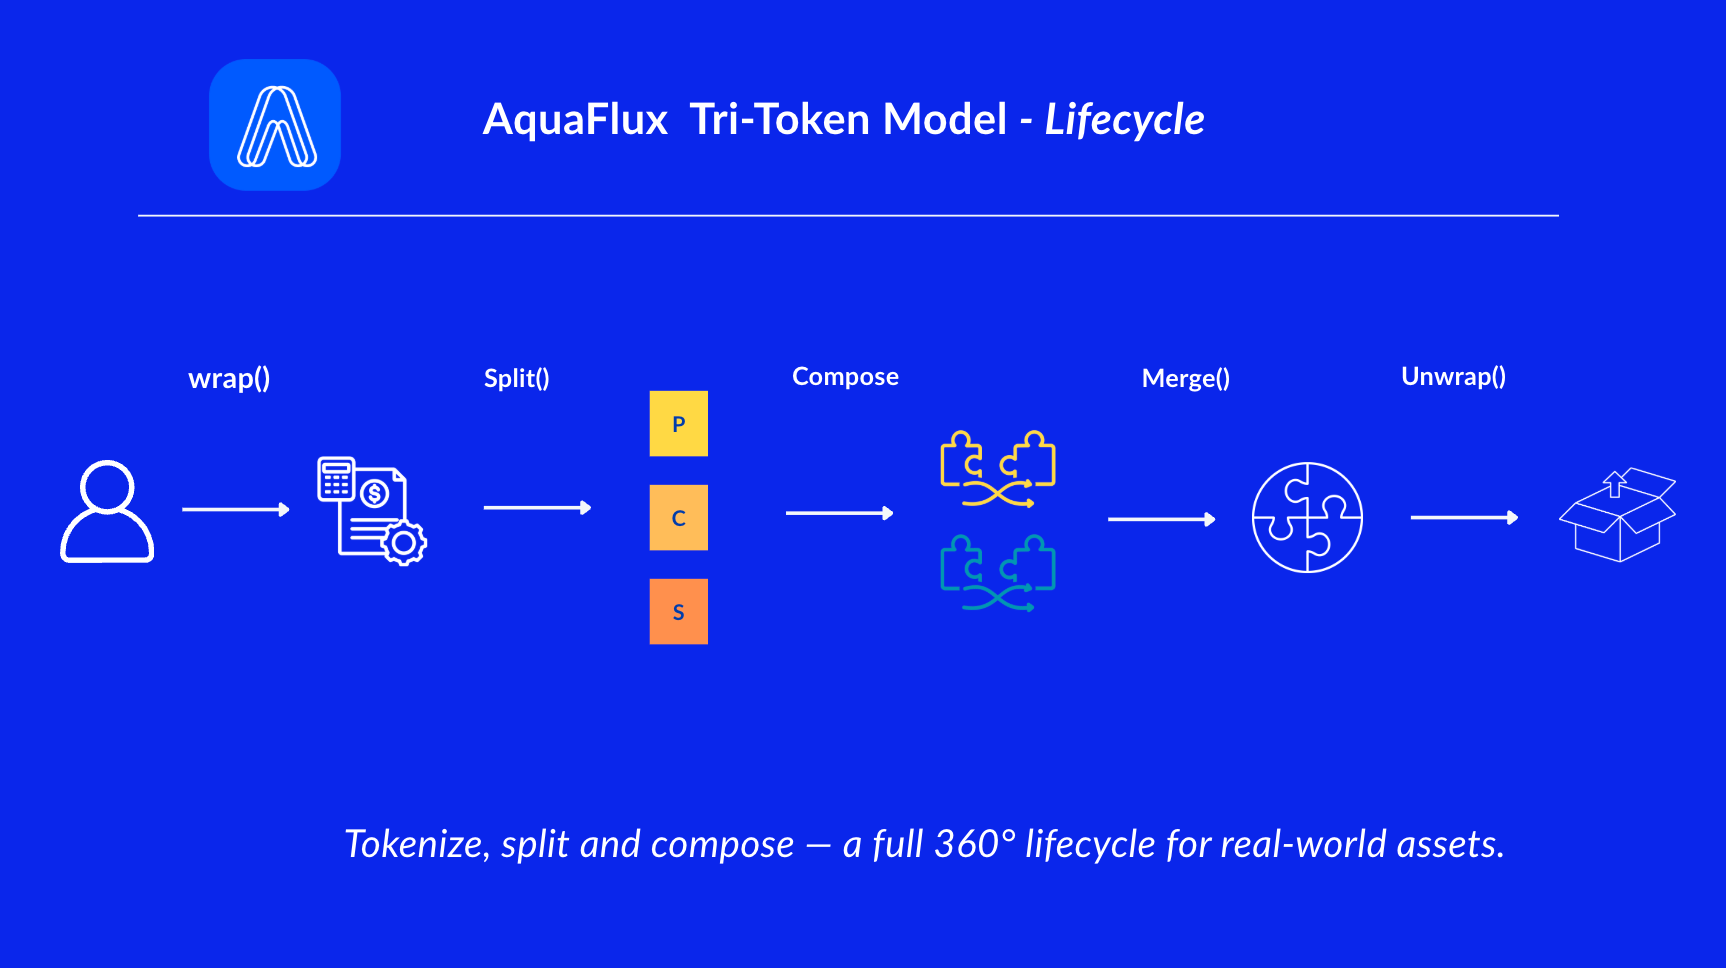 AquaFlux Tri-Token Model - Lifecycle
wrap()
Split()
Compose
Merge()
Unwrap()
P
C
S
$
Tokenize, split and compose — a full 360° lifecycle for real-world assets.